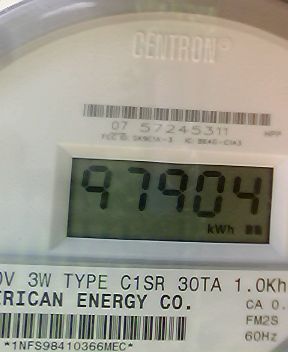 CENTRON®
07 57245311
97904
kWh
0V 3W TYPE C1SR 30TA 1.0Kh
ERICAN ENERGY CO.
CA 0.
FM2S
60Hz
*1NFS98410366MEC*